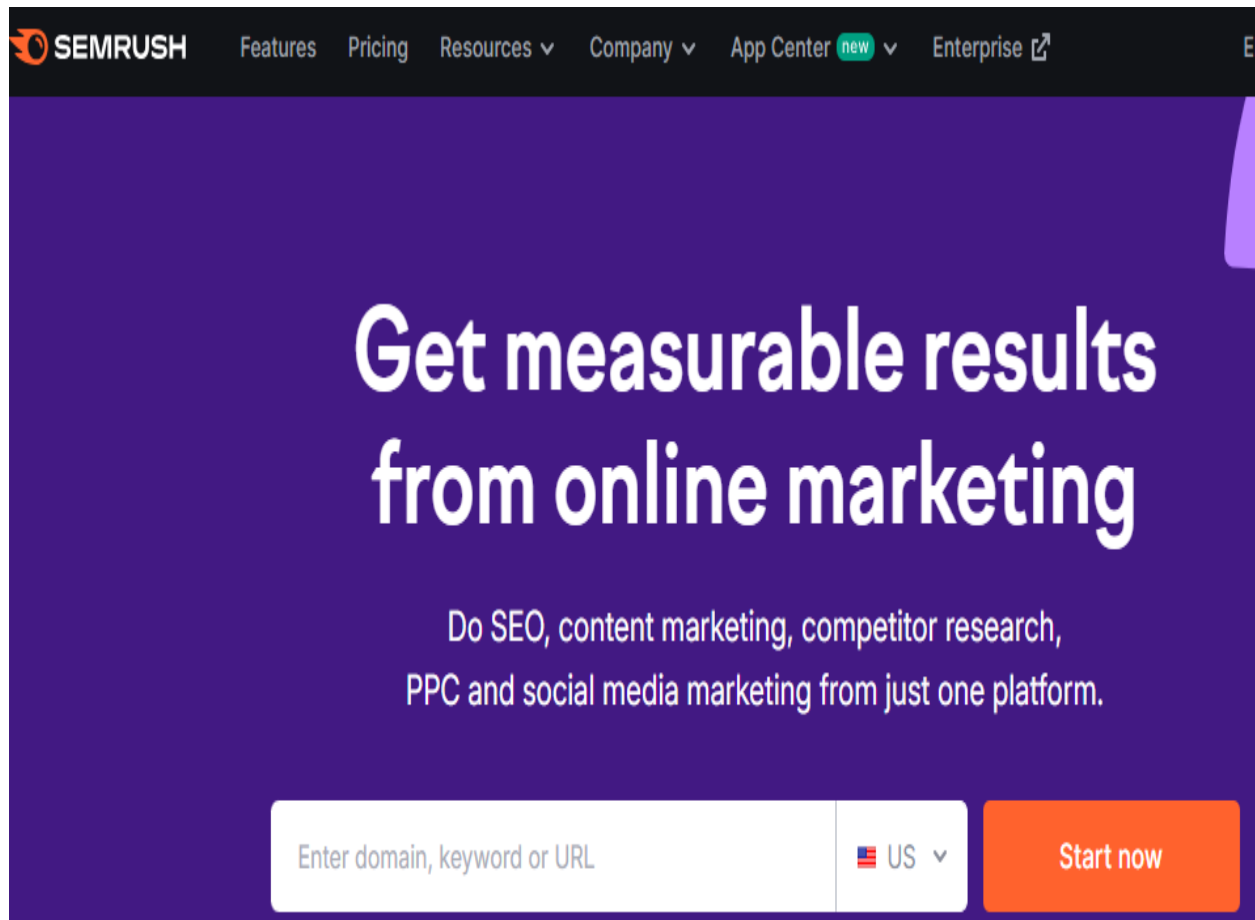 SEMRUSH Features Pricing Resources Company App Center new Enterprise
Get measurable results
from online marketing
Do SEO, content marketing, competitor research,
PPC and social media marketing from just one platform.
Enter domain, keyword or URL US Start now